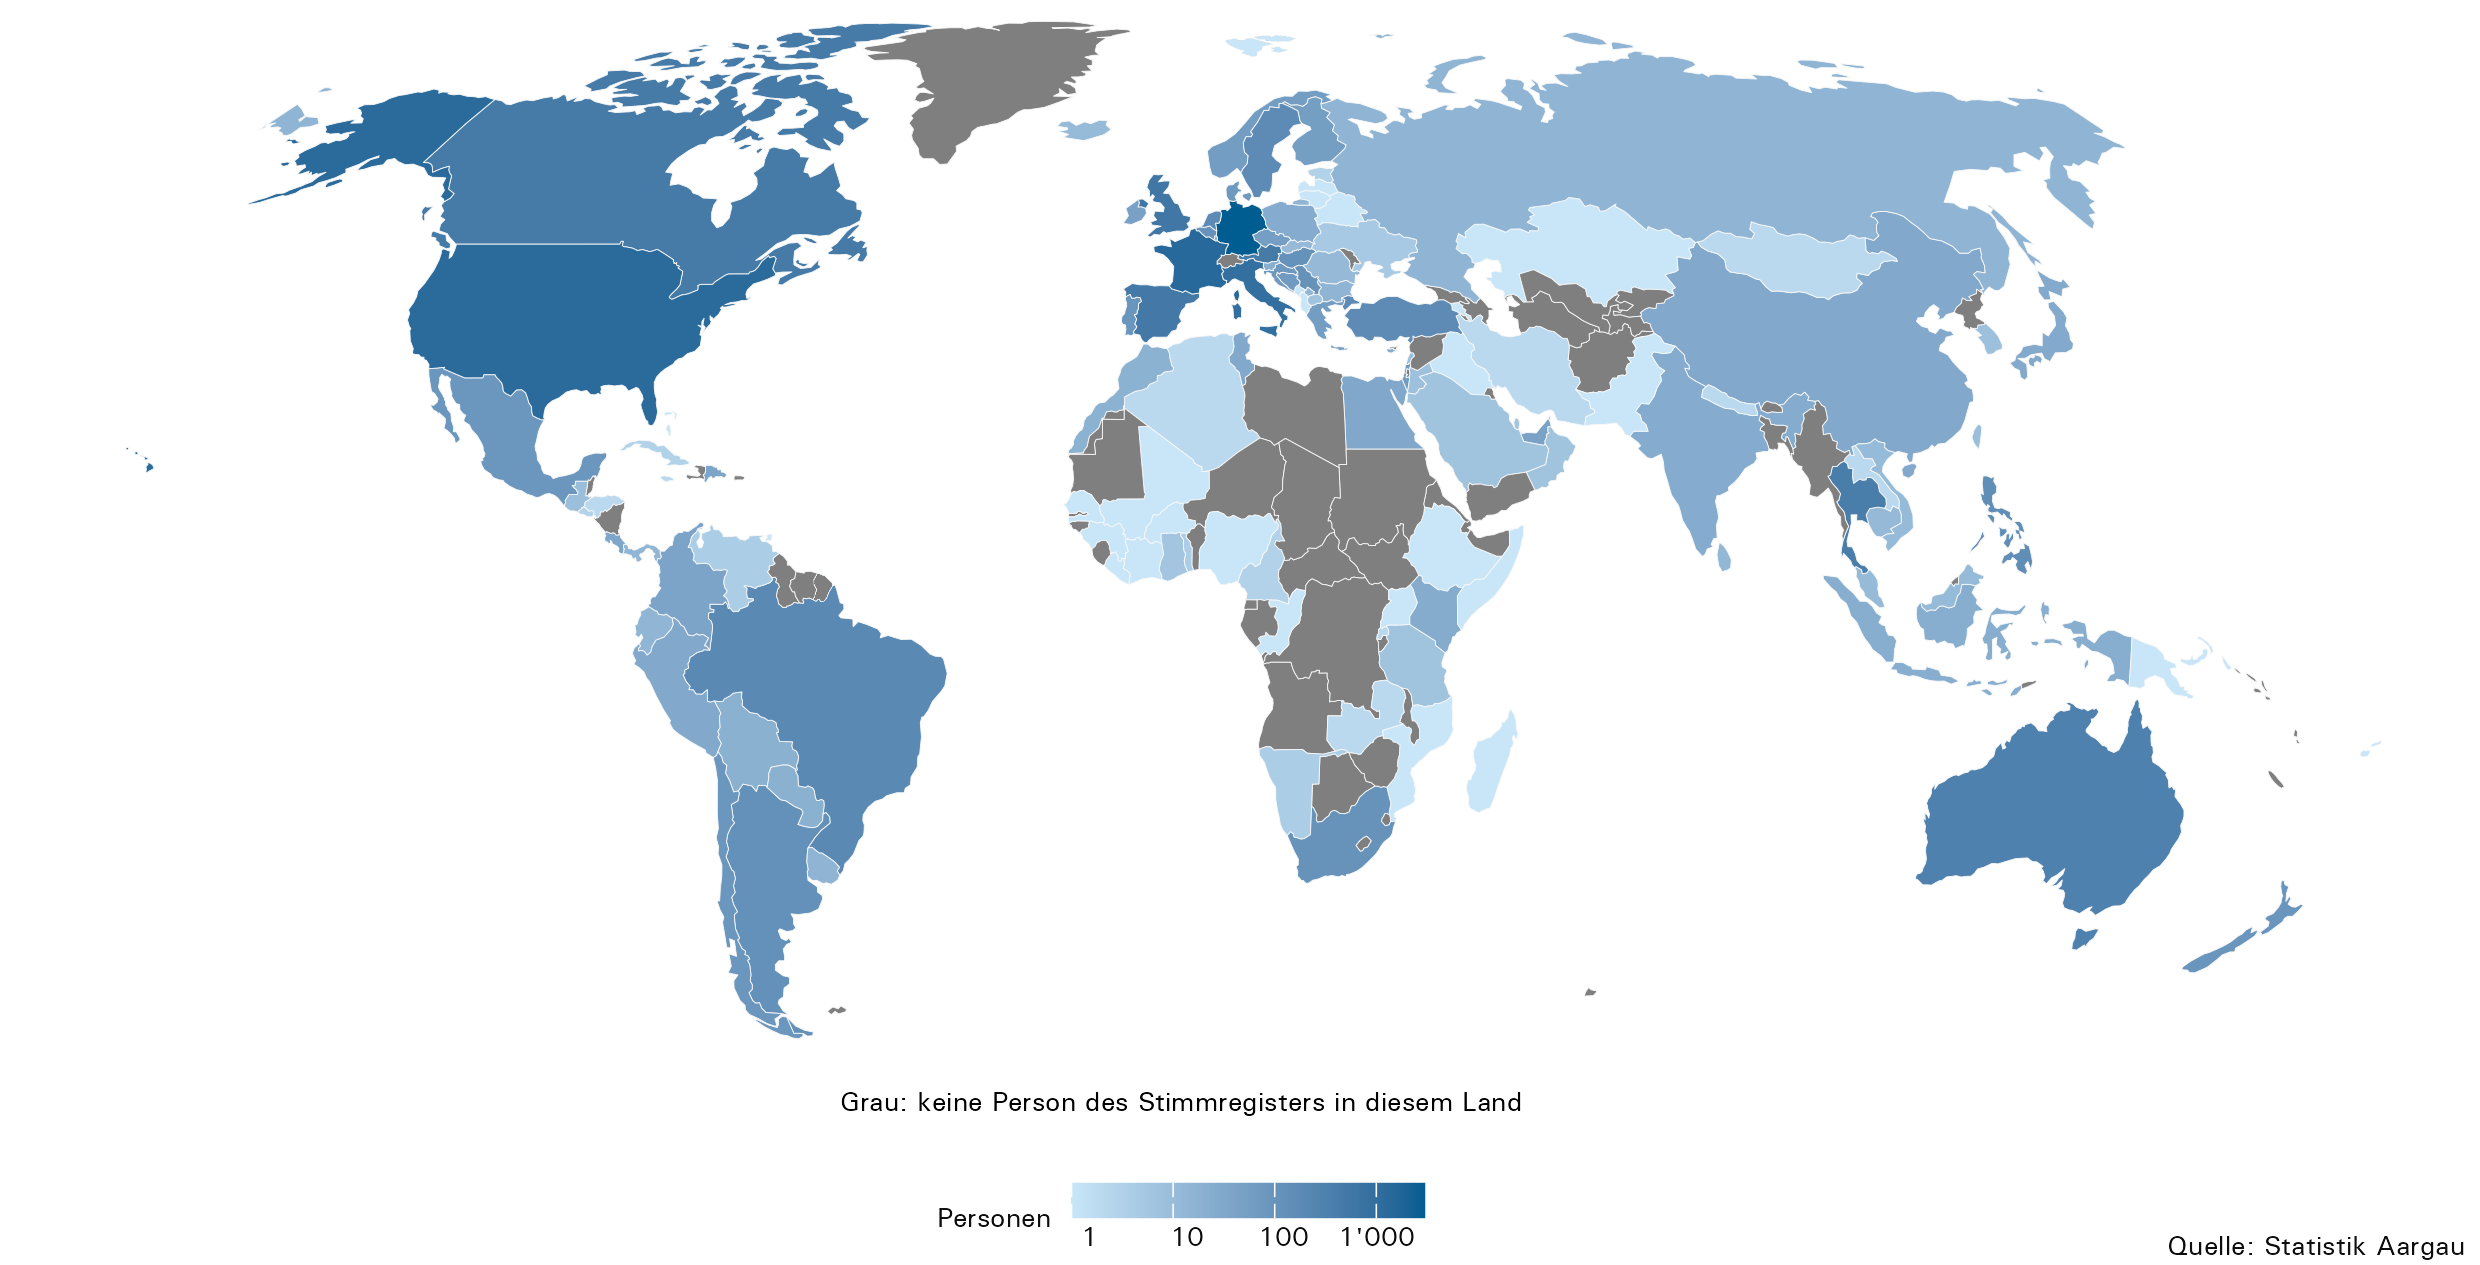 Grau: keine Person des Stimmregisters in diesem Land
Personen
1 10 100 1'000
Quelle: Statistik Aargau